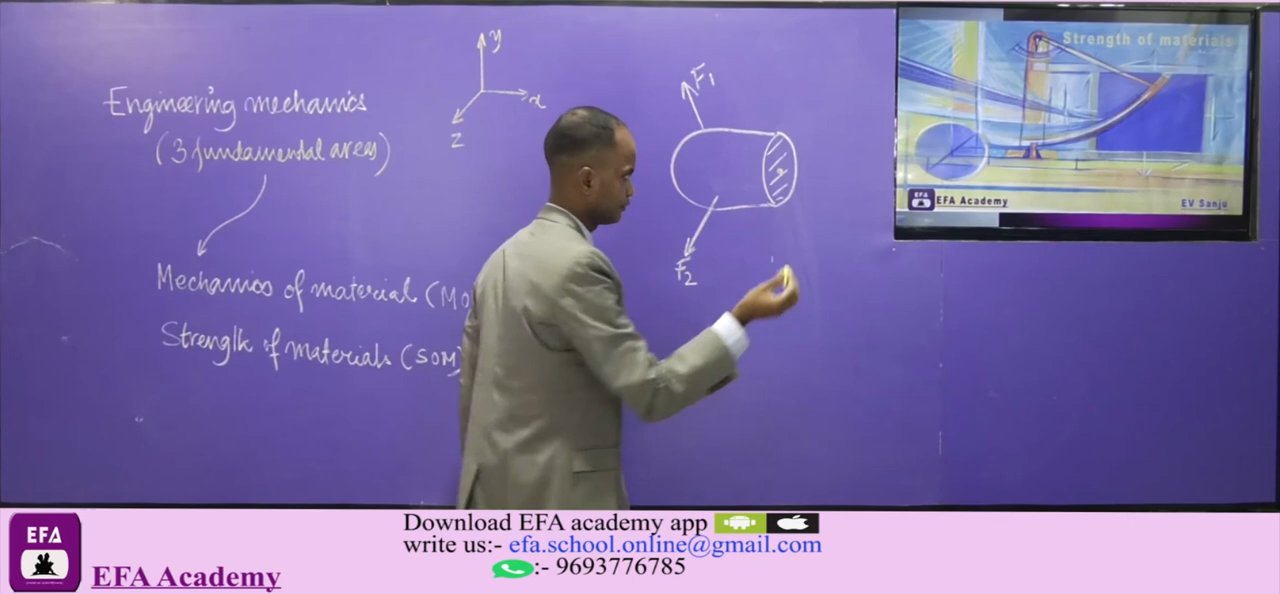 Engineering mechanics
(3 fundamental areas)
Mechanics of material (MO
Strength of materials (SOM)
y
x
z
F1
F2
Strength of materials
EFA Academy
EV Sanju
EFA
EFA Academy
Download EFA academy app
write us:- efa.school.online@gmail.com
:- 9693776785